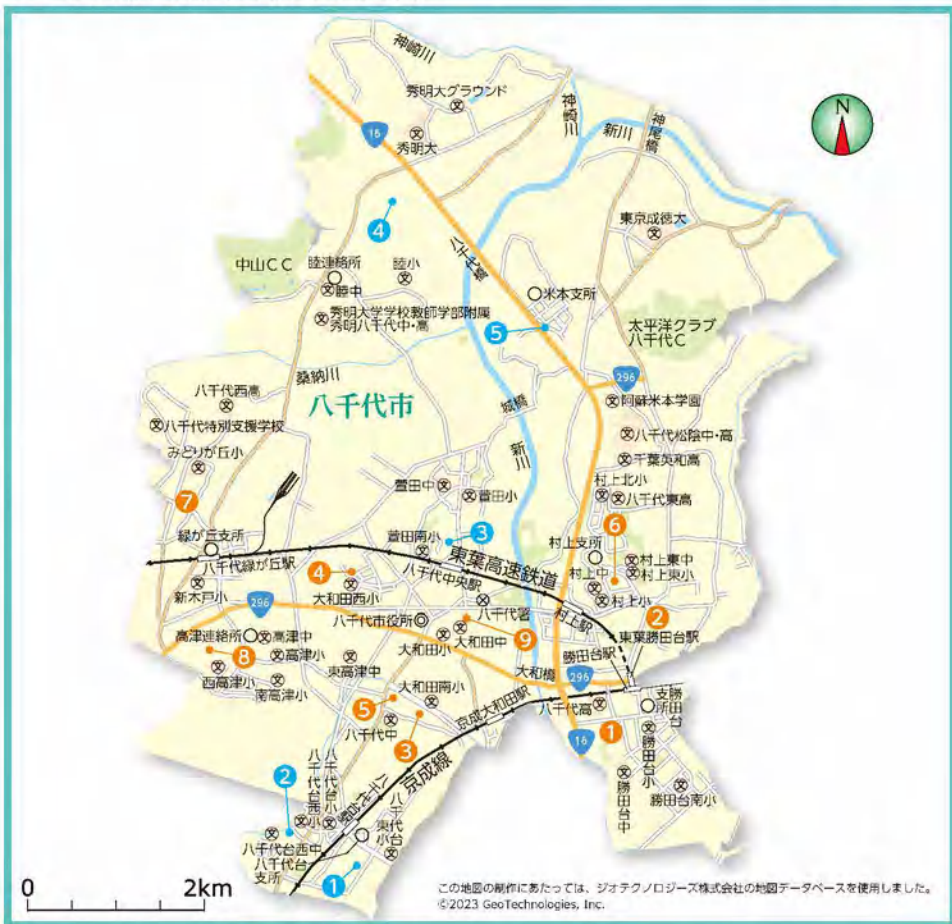 神崎川
秀明大グラウンド
16
秀明大
神崎川
新川
神尾橋
N
東京成徳大
4
八千代橋
中山CC
睦連絡所
睦小
睦中
米本支所
秀明大学学校教師学部附属
秀明八千代中・高
5
太平洋クラブ
八千代C
桑納川
296
八千代西高
八千代市
城橋
阿蘇米本学園
八千代特別支援学校
新川
八千代松陰中・高
みどりが丘小
千葉英和高
萱田中
萱田小
村上北小
八千代東高
7
6
緑が丘支所
萱田南小
3
村上支所
東葉高速鉄道
八千代緑が丘駅
八千代中央駅
村上東中
村上中
村上東小
4
新木戸小
大和田西小
村上小
296
八千代署
村上駅
2
八千代市役所
東葉勝田台駅
高津連絡所
高津中
大和田小
大和田中
9
勝田台駅
8
高津小
東高津中
大和橋
296
西高津小
南高津小
大和田南小
京成大和田駅
八千代高
勝田台
支所
5
八千代中
3
1
16
勝田台小
2
八千代台西小
八千代台小
京成線
勝田台中
勝田台南小
八千代台西中
八千代台
支所
1
0
2km
この地図の制作にあたっては、ジオテクノロジーズ株式会社の地図データベースを使用しました。
©2023 GeoTechnologies, Inc.